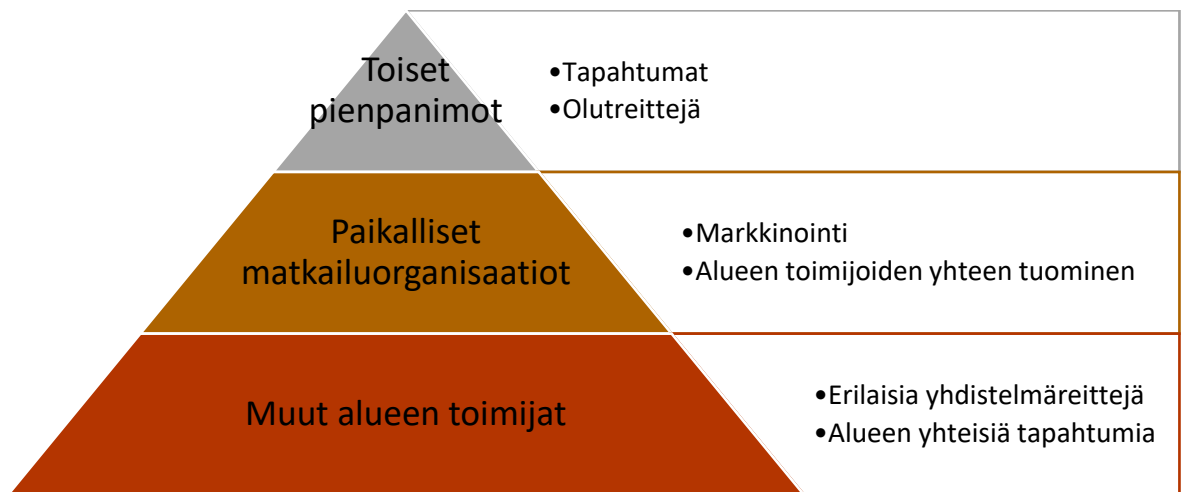 Toiset
pienpanimot
•Tapahtumat
•Olutreittejä
Paikalliset
matkailuorganisaatiot
•Markkinointi
•Alueen toimijoiden yhteen tuominen
Muut alueen toimijat
•Erilaisia yhdistelmäreittejä
•Alueen yhteisiä tapahtumia